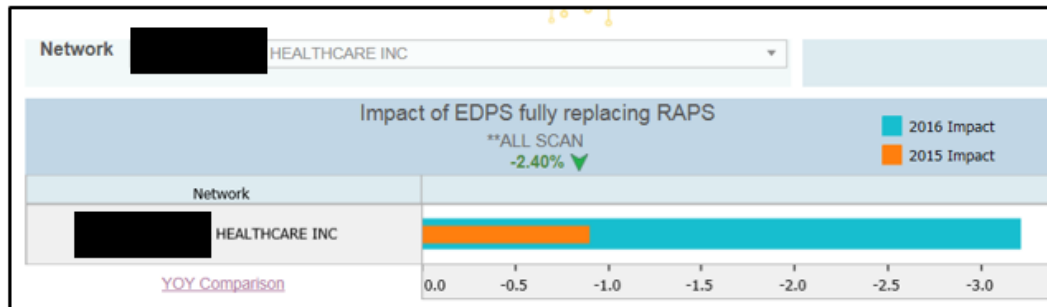 Network
HEALTHCARE INC
Impact of EDPS fully replacing RAPS
**ALL SCAN
-2.40%
2016 Impact
2015 Impact
Network
HEALTHCARE INC
YOY Comparison
0.0 -0.5 -1.0 -1.5 -2.0 -2.5 -3.0